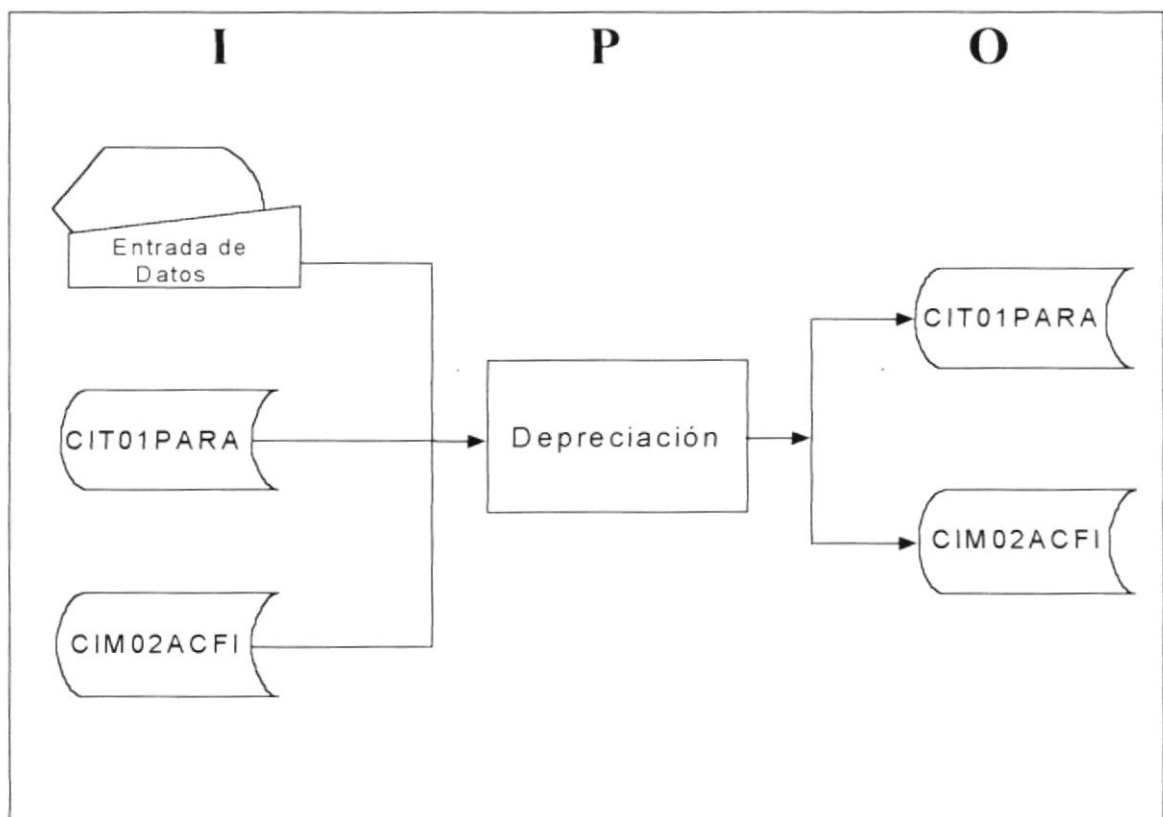 I P O
Entrada de
Datos
CIT01PARA
CIM02ACFI
Depreciación
CIT01PARA
CIM02ACFI